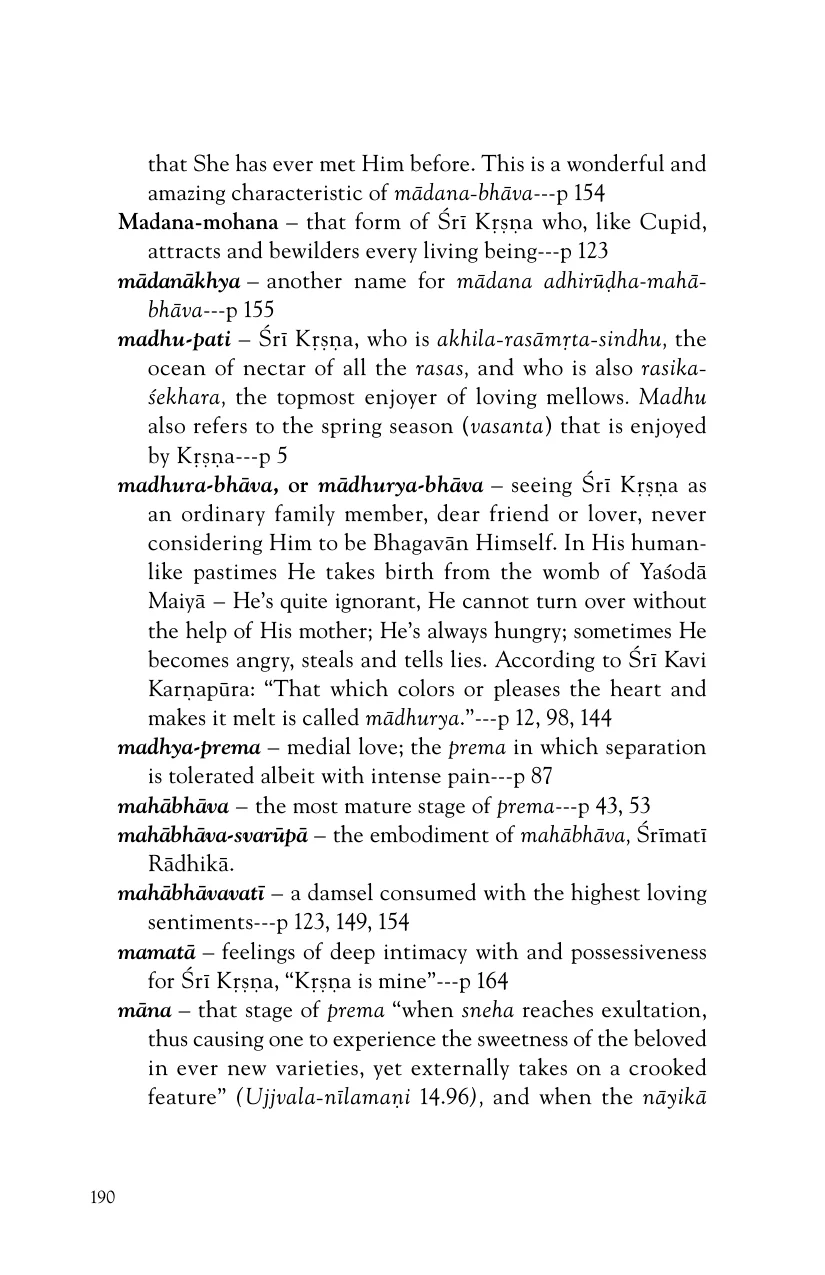 that She has ever met Him before. This is a wonderful and
amazing characteristic of mādana-bhāva---p 154
Madana-mohana – that form of Śrī Kṛṣṇa who, like Cupid,
attracts and bewilders every living being---p 123
mādanākhya – another name for mādana adhirūḍha-mahā-
bhāva---p 155
madhu-pati – Śrī Kṛṣṇa, who is akhila-rasāmṛta-sindhu, the
ocean of nectar of all the rasas, and who is also rasika-
śekhara, the topmost enjoyer of loving mellows. Madhu
also refers to the spring season (vasanta) that is enjoyed
by Kṛṣṇa---p 5
madhura-bhāva, or mādhurya-bhāva – seeing Śrī Kṛṣṇa as
an ordinary family member, dear friend or lover, never
considering Him to be Bhagavān Himself. In His human-
like pastimes He takes birth from the womb of Yaśodā
Maiyā – He’s quite ignorant, He cannot turn over without
the help of His mother; He’s always hungry; sometimes He
becomes angry, steals and tells lies. According to Śrī Kavi
Karṇapūra: “That which colors or pleases the heart and
makes it melt is called mādhurya.”---p 12, 98, 144
madhya-prema – medial love; the prema in which separation
is tolerated albeit with intense pain---p 87
mahābhāva – the most mature stage of prema---p 43, 53
mahābhāva-svarūpā – the embodiment of mahābhāva, Śrīmatī
Rādhikā.
mahābhāvavatī – a damsel consumed with the highest loving
sentiments---p 123, 149, 154
mamatā – feelings of deep intimacy with and possessiveness
for Śrī Kṛṣṇa, “Kṛṣṇa is mine”---p 164
māna – that stage of prema “when sneha reaches exultation,
thus causing one to experience the sweetness of the beloved
in ever new varieties, yet externally takes on a crooked
feature” (Ujjvala-nīlamaṇi 14.96), and when the nāyikā
190